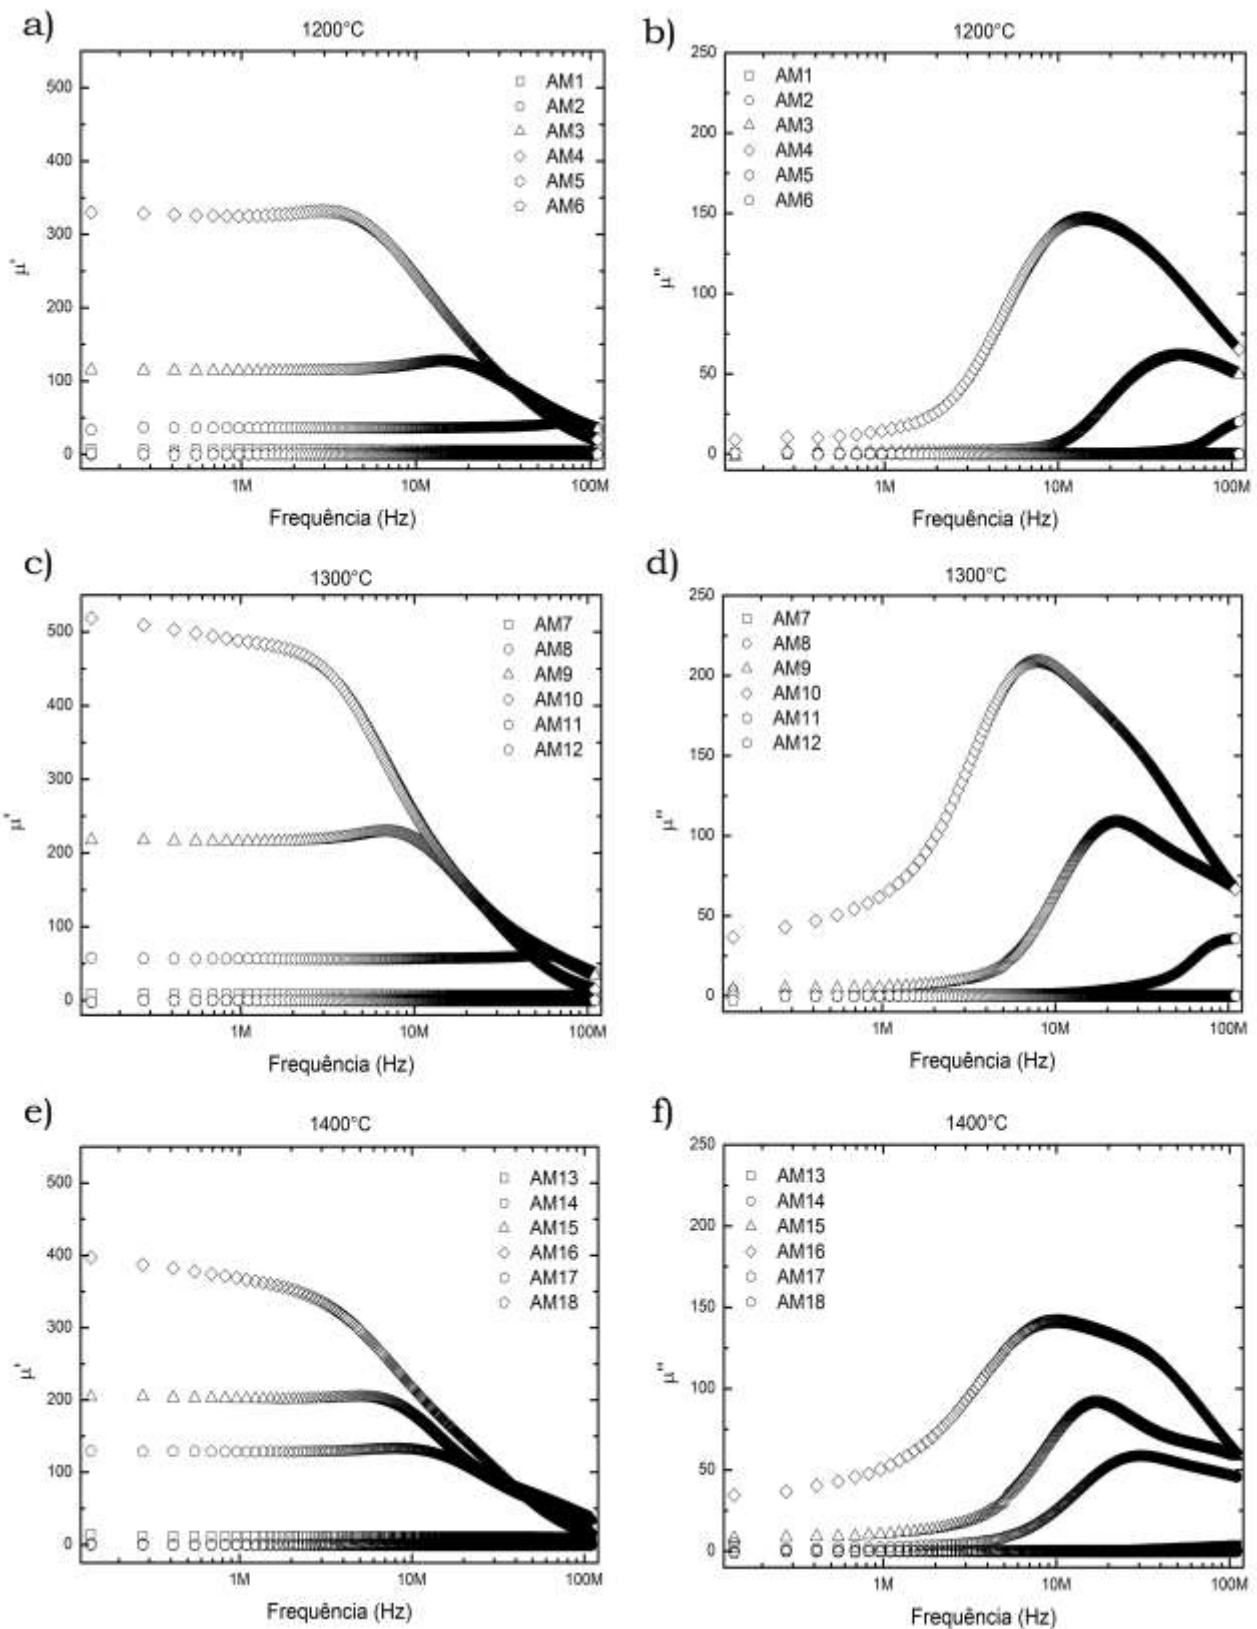 a)
1200°C
500
400
300
200
100
0
μ'
AM1
AM2
AM3
AM4
AM5
AM6
1M
10M
100M
Frequência (Hz)
b)
1200°C
250
200
150
100
50
0
μ"
AM1
AM2
AM3
AM4
AM5
AM6
1M
10M
100M
Frequência (Hz)
c)
1300°C
500
400
300
200
100
0
μ'
AM7
AM8
AM9
AM10
AM11
AM12
1M
10M
100M
Frequência (Hz)
d)
1300°C
250
200
150
100
50
0
μ"
AM7
AM8
AM9
AM10
AM11
AM12
1M
10M
100M
Frequência (Hz)
e)
1400°C
500
400
300
200
100
0
μ'
AM13
AM14
AM15
AM16
AM17
AM18
1M
10M
100M
Frequência (Hz)
f)
1400°C
250
200
150
100
50
0
μ"
AM13
AM14
AM15
AM16
AM17
AM18
1M
10M
100M
Frequência (Hz)